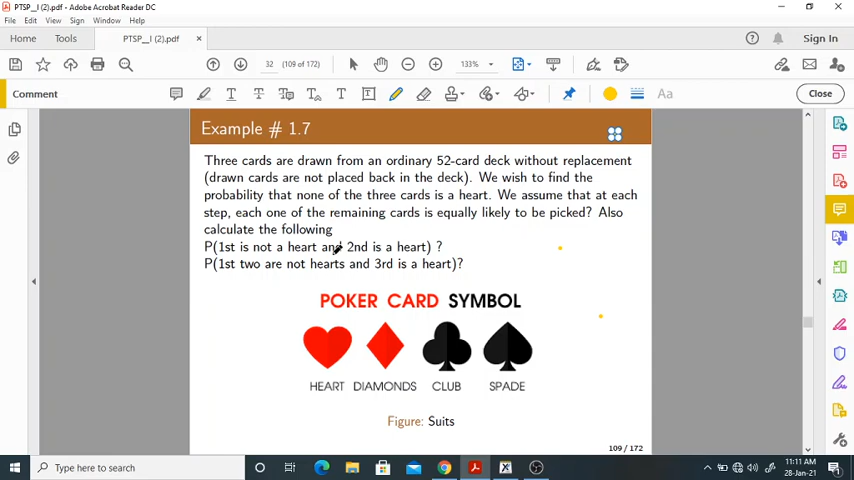 PTSP__I (2).pdf - Adobe Acrobat Reader DC
File Edit View Sign Window Help
Home Tools PTSP__I (2).pdf × Sign In
32 (109 of 172) 133%
Comment Close
Example # 1.7
Three cards are drawn from an ordinary 52-card deck without replacement
(drawn cards are not placed back in the deck). We wish to find the
probability that none of the three cards is a heart. We assume that at each
step, each one of the remaining cards is equally likely to be picked? Also
calculate the following
P(1st is not a heart and 2nd is a heart) ?
P(1st two are not hearts and 3rd is a heart)?
POKER CARD SYMBOL
HEART DIAMONDS CLUB SPADE
Figure: Suits
109 / 172
Type here to search
11:11 AM
28-Jan-21